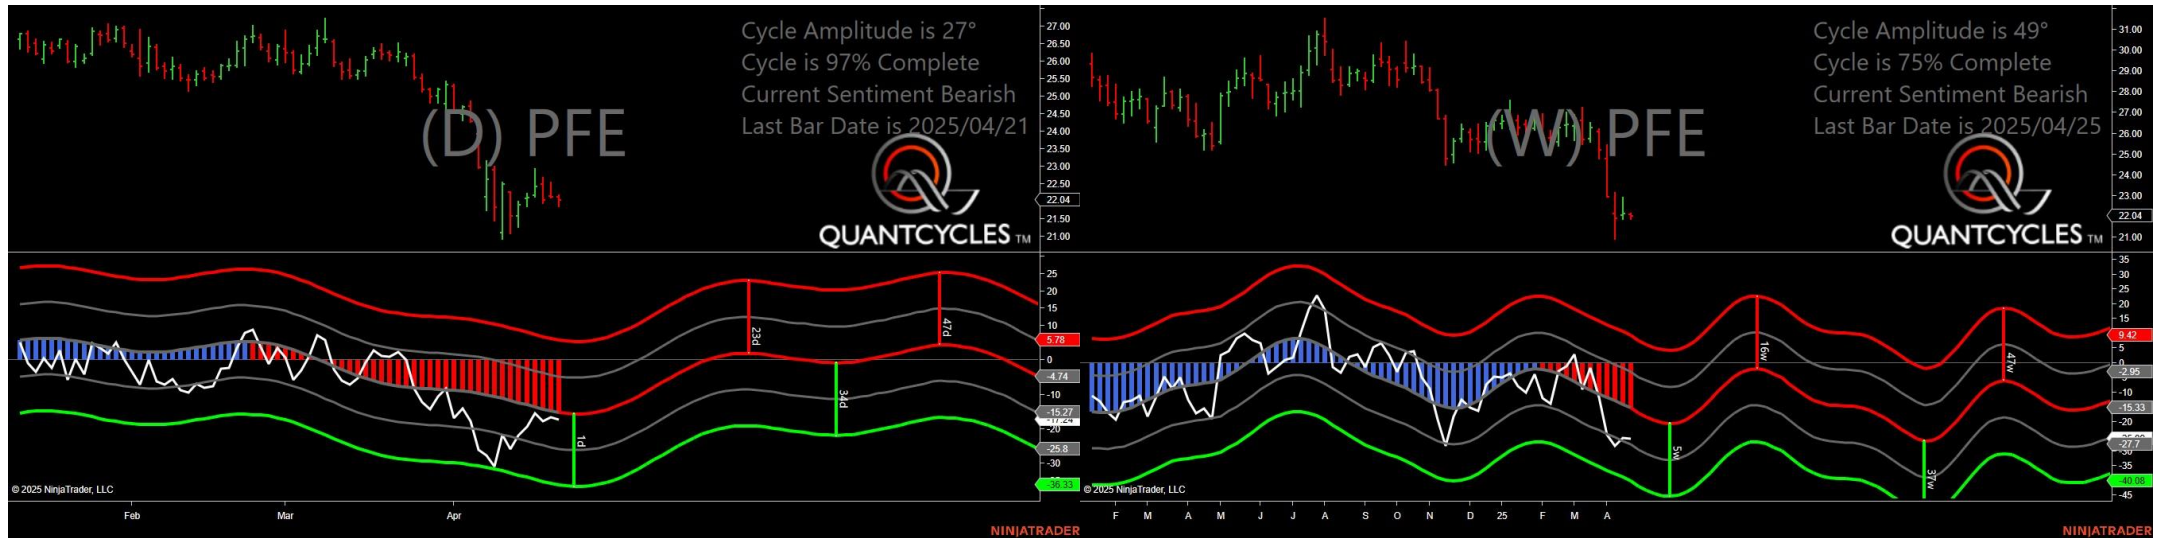 Cycle Amplitude is 27°
Cycle is 97% Complete
Current Sentiment Bearish
Last Bar Date is 2025/04/21
(D) PFE
QUANTCYCLES TM
27.00
26.50
26.00
25.50
25.00
24.50
24.00
23.50
23.00
22.50
22.04
21.50
21.00
25
20
15
10
5.78
0
-4.74
-10
-15.27
-17.24
-20
-25.8
-30
-36.33
23d
47d
34d
1d
© 2025 NinjaTrader, LLC
Feb Mar Apr
NINJATRADER
Cycle Amplitude is 49°
Cycle is 75% Complete
Current Sentiment Bearish
Last Bar Date is 2025/04/25
(W) PFE
QUANTCYCLES TM
31.00
30.00
29.00
28.00
27.00
26.00
25.00
24.00
23.00
22.04
21.00
35
30
25
20
15
9.42
5
0
-2.95
-10
-15.33
-20
-27.7
-30
-35
-40.08
-45
16w
47w
5w
37w
© 2025 NinjaTrader, LLC
F M A M J J A S O N D 25 F M A
NINJATRADER